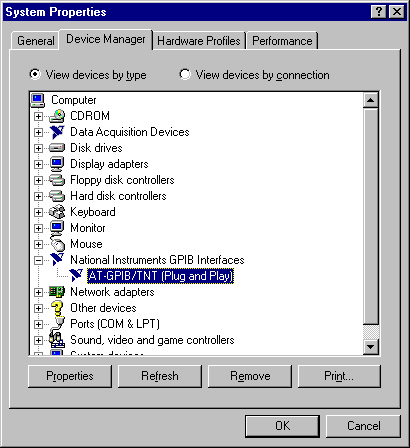 System Properties
General Device Manager Hardware Profiles Performance
View devices by type View devices by connection
Computer
CDROM
Data Acquisition Devices
Disk drives
Display adapters
Floppy disk controllers
Hard disk controllers
Keyboard
Monitor
Mouse
National Instruments GPIB Interfaces
AT-GPIB/TNT (Plug and Play)
Network adapters
Other devices
Ports (COM & LPT)
Sound, video and game controllers
System devices
Properties Refresh Remove Print...
OK Cancel